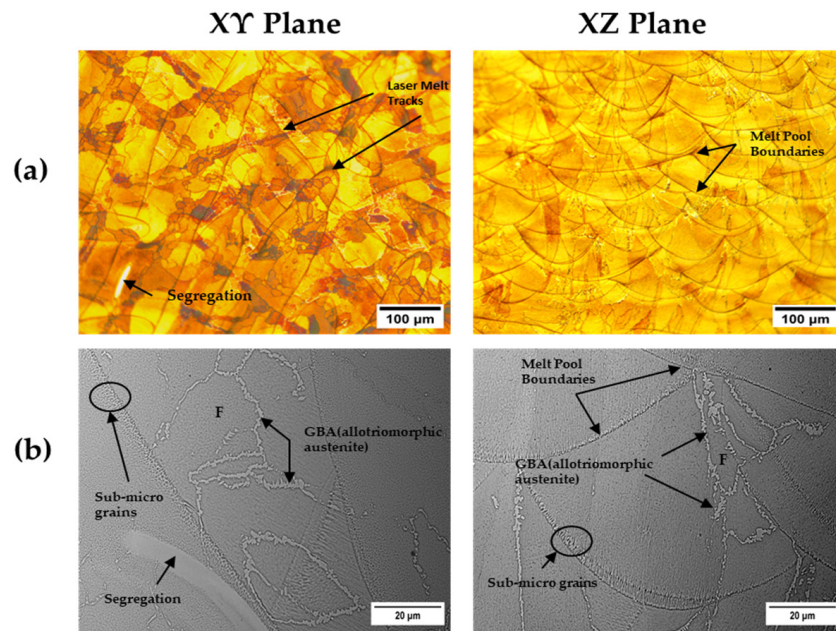 XY Plane
XZ Plane
(a)
Laser Melt
Tracks
Segregation
100 µm
Melt Pool
Boundaries
100 µm
(b)
F
GBA(allotriomorphic
austenite)
Sub-micro
grains
Segregation
20 µm
Melt Pool
Boundaries
GBA(allotriomorphic
austenite)
F
Sub-micro grains
20 µm